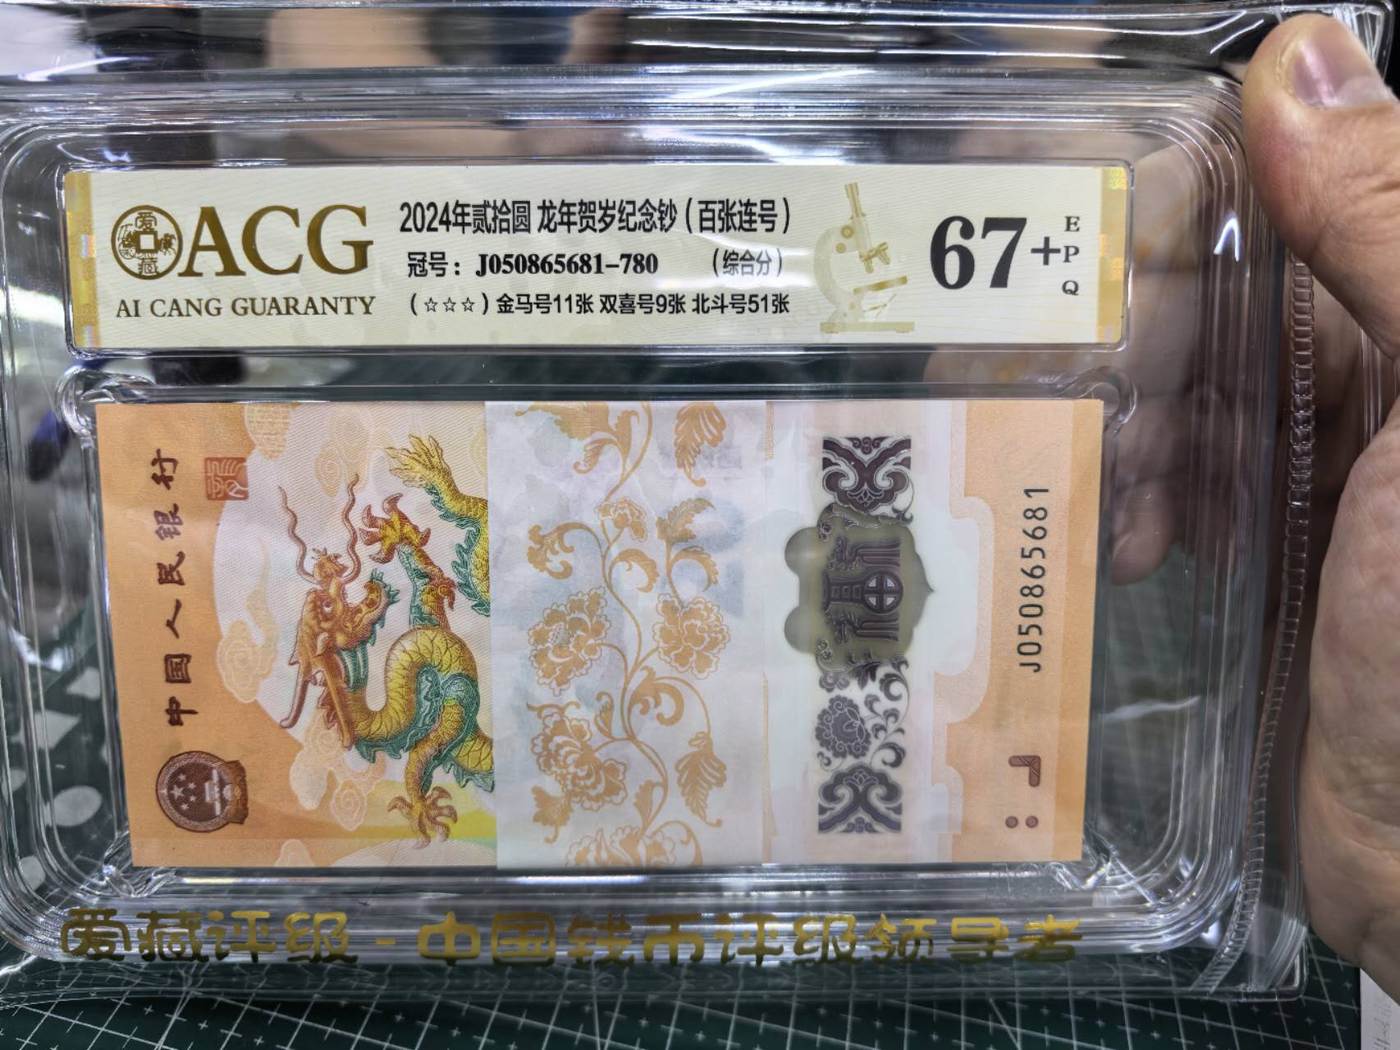 ACG
AI CANG GUARANTY
2024年贰拾圆 龙年贺岁纪念钞（百张连号）
冠号：J050865681-780 （综合分）
（☆☆☆）金马号11张 双喜号9张 北斗号51张
67+
EPQ
中国人民银行
J050865681
爱藏评级-中国钱币评级领导者